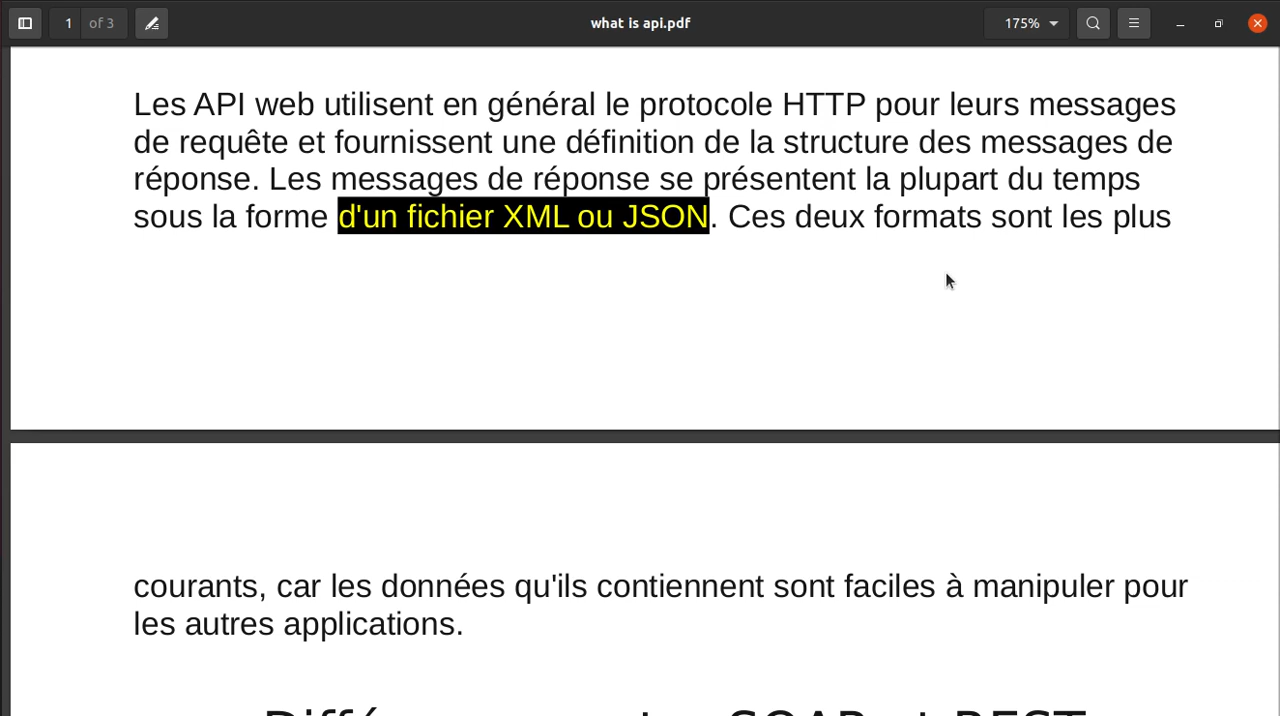 1 of 3 what is api.pdf 175%
Les API web utilisent en général le protocole HTTP pour leurs messages
de requête et fournissent une définition de la structure des messages de
réponse. Les messages de réponse se présentent la plupart du temps
sous la forme d'un fichier XML ou JSON. Ces deux formats sont les plus
courants, car les données qu'ils contiennent sont faciles à manipuler pour
les autres applications.
SOAP et REST